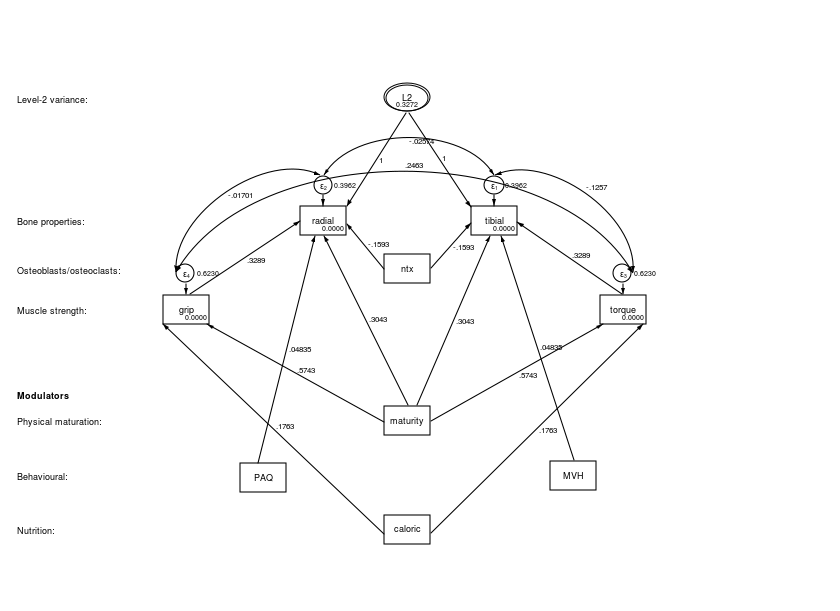 Level-2 variance:
L2
0.3272
-.02574
1
1
.2463
ε2
0.3962
ε1
0.3962
-.01701
-.1257
Bone properties:
radial
0.0000
tibial
0.0000
-.1593
-.1593
.3289
.3289
ntx
Osteoblasts/osteoclasts:
ε4
0.6230
ε3
0.6230
Muscle strength:
grip
0.0000
torque
0.0000
.3043
.3043
.04835
.04835
.5743
.5743
Modulators
Physical maturation:
maturity
.1763
.1763
Behavioural:
PAQ
MVH
Nutrition:
caloric